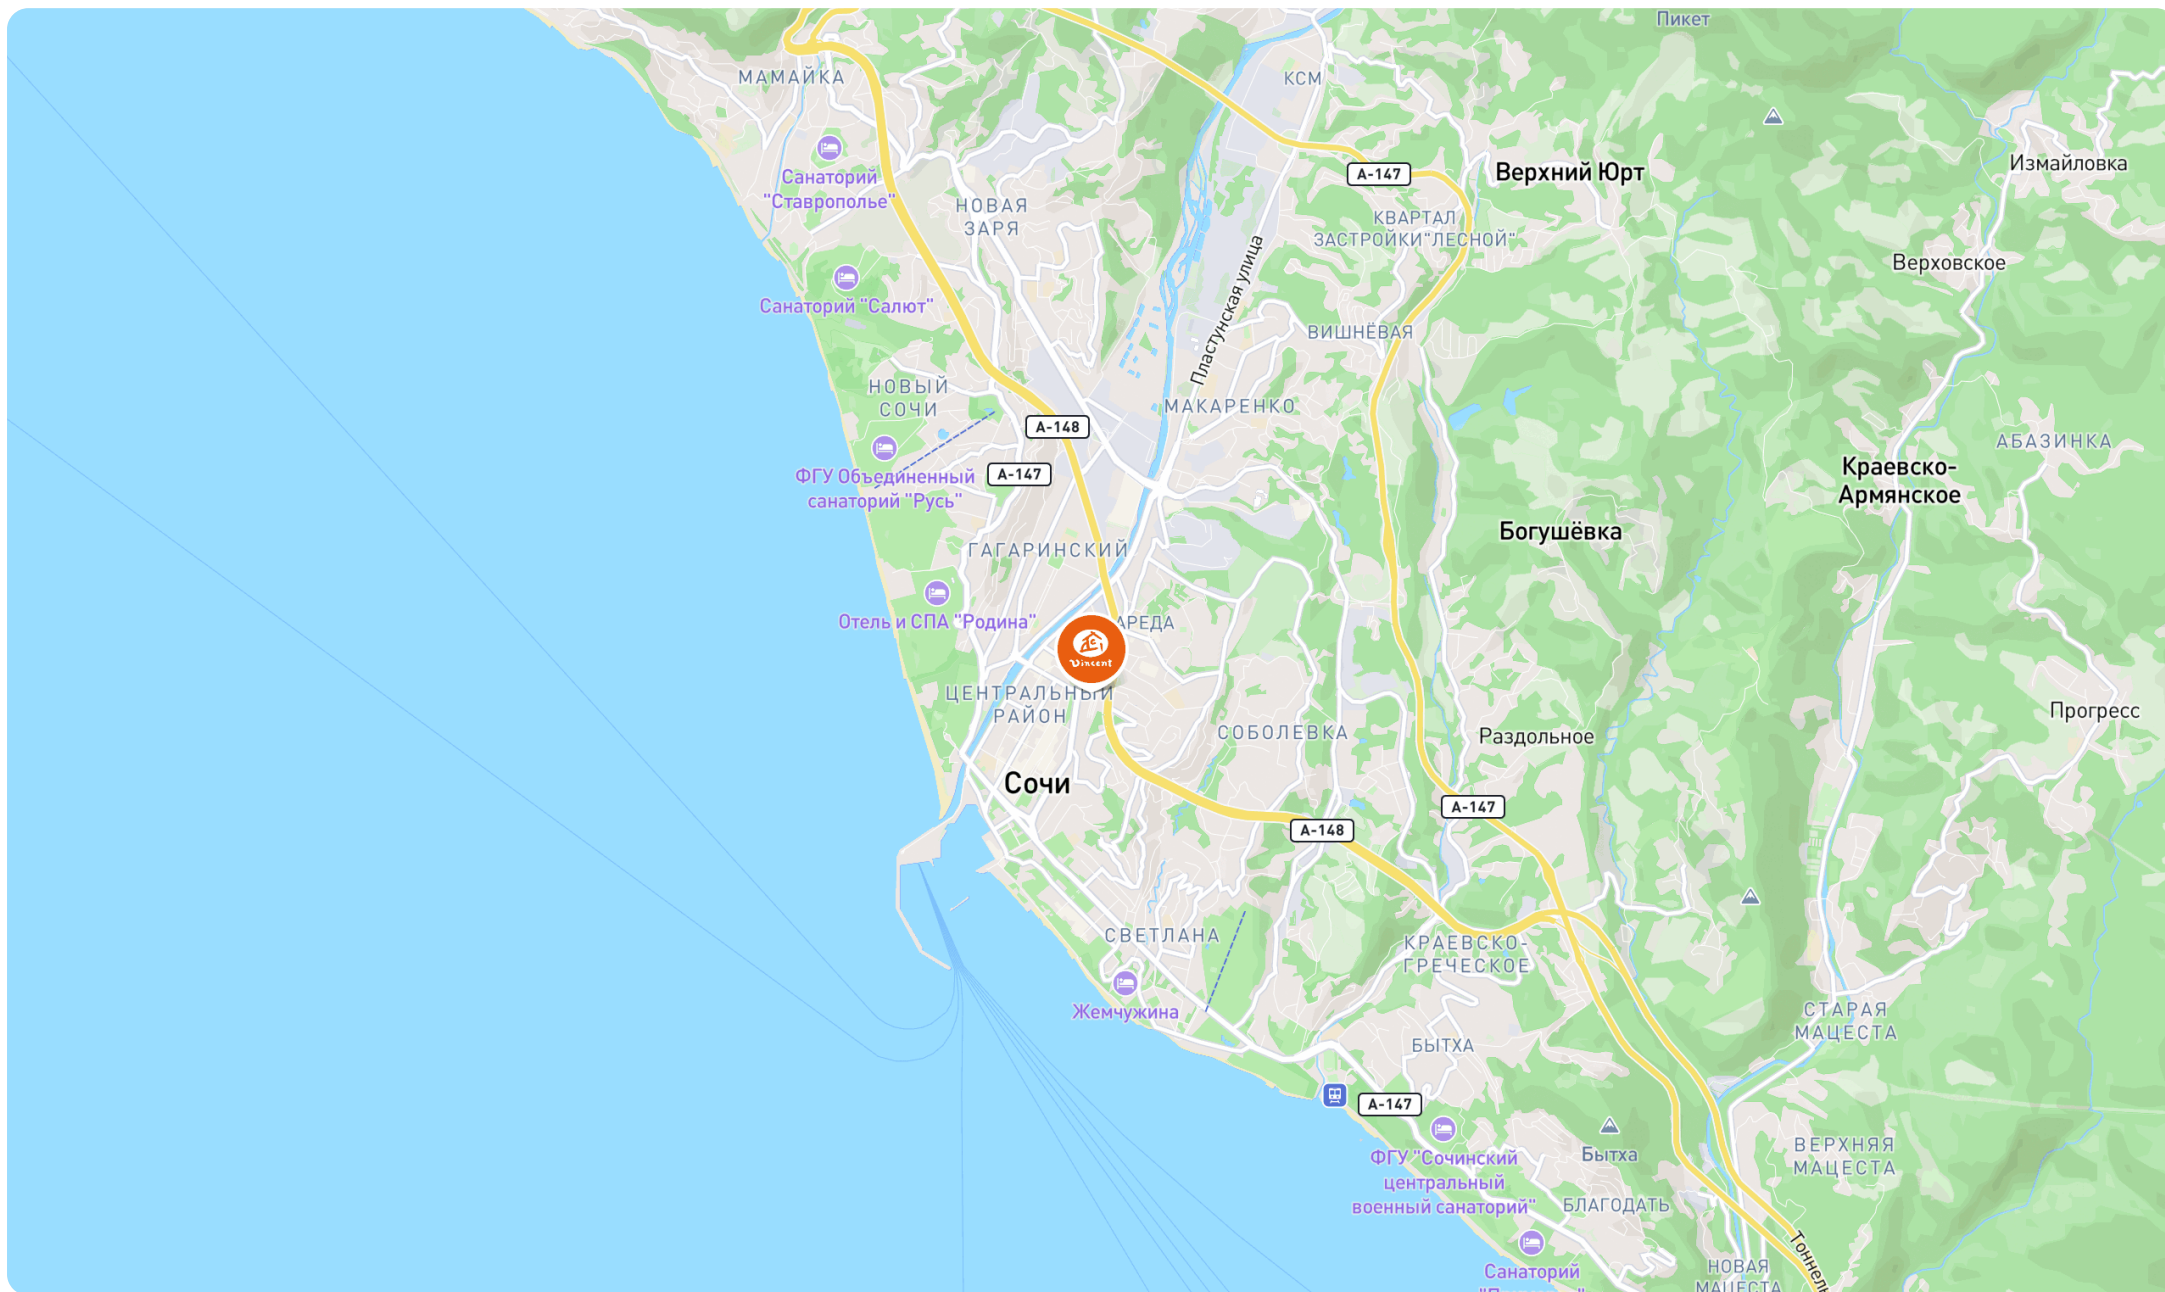 Пикет
МАМАЙКА
КСМ
Измайловка
Санаторий
"Ставрополье"
А-147
Верхний Юрт
НОВАЯ
ЗАРЯ
КВАРТАЛ
ЗАСТРОЙКИ"ЛЕСНОЙ"
Верховское
Санаторий "Салют"
Пластунская улица
ВИШНЁВАЯ
НОВЫЙ
СОЧИ
МАКАРЕНКО
А-148
АБАЗИНКА
ФГУ Объединенный
санаторий "Русь"
А-147
Краевско-
Армянское
Богушёвка
ГАГАРИНСКИЙ
Отель и СПА "Родина"
АРЕДА
Vincent
ЦЕНТРАЛЬНЫЙ
РАЙОН
Прогресс
СОБОЛЕВКА
Раздольное
Сочи
А-147
А-148
СВЕТЛАНА
КРАЕВСКО-
ГРЕЧЕСКОЕ
Жемчужина
СТАРАЯ
МАЦЕСТА
БЫТХА
А-147
ФГУ "Сочинский
центральный
военный санаторий"
Бытха
ВЕРХНЯЯ
МАЦЕСТА
БЛАГОДАТЬ
Санаторий
НОВАЯ
МАЦЕСТА